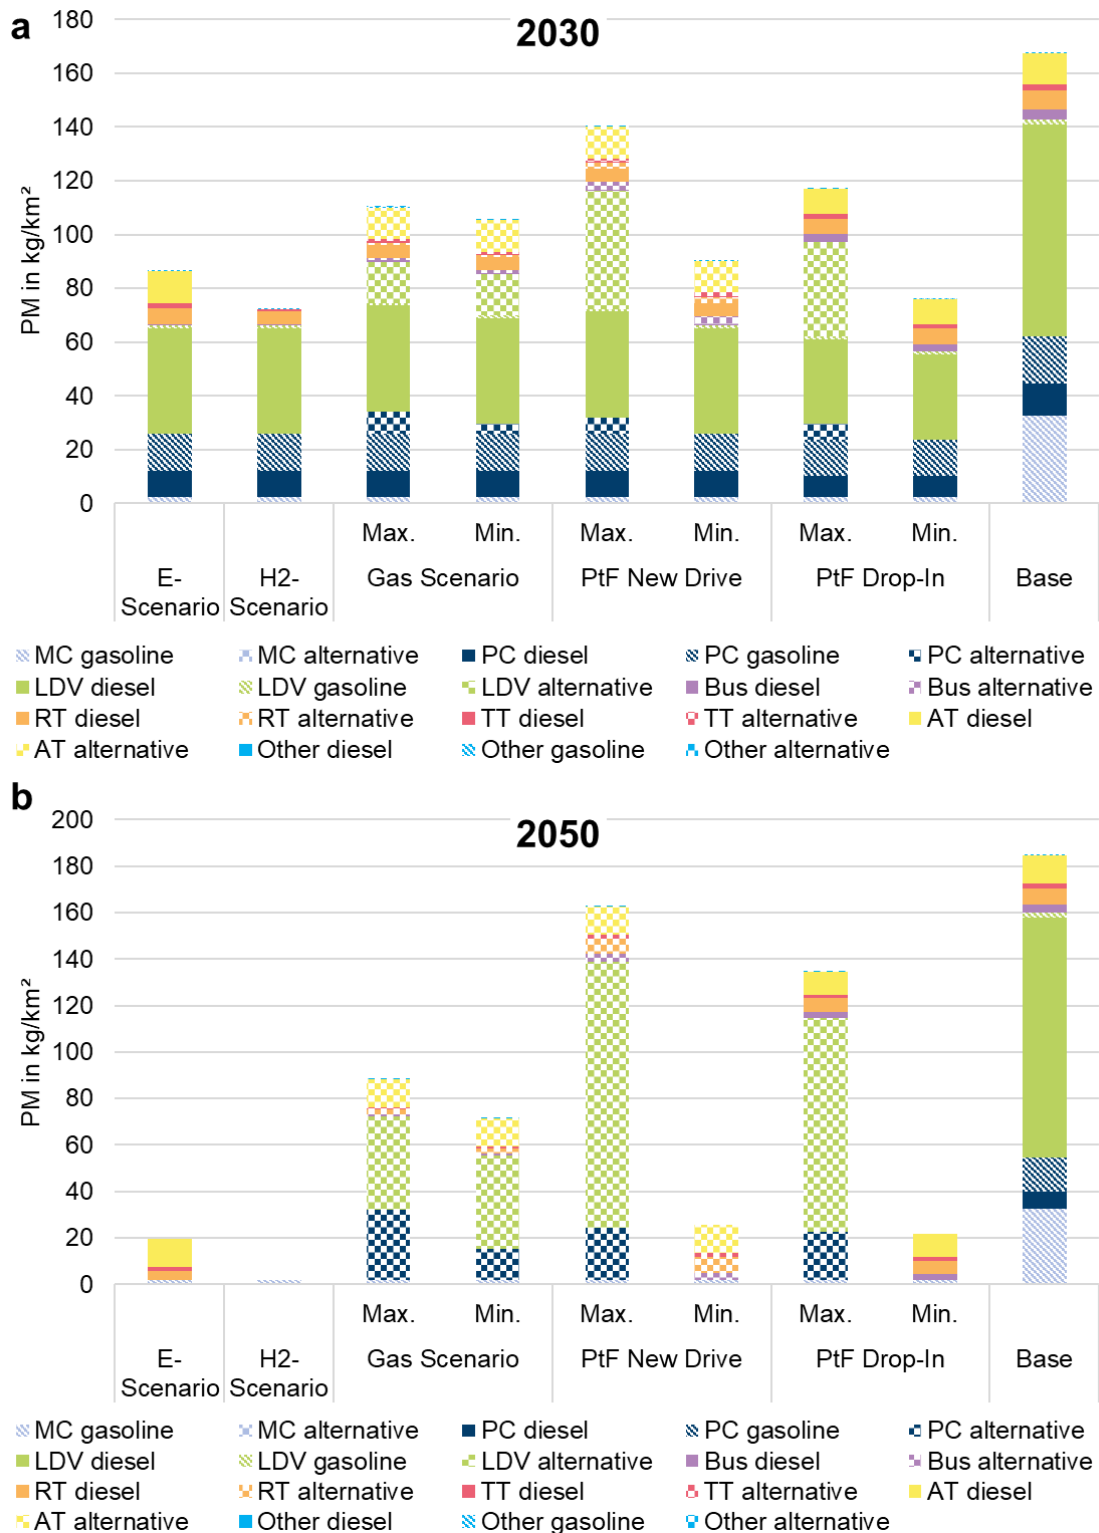 a
2030
180
160
140
120
100
80
60
40
20
0
PM in kg/km²
Max. Min. Max. Min. Max. Min.
E-Scenario H2-Scenario Gas Scenario PtF New Drive PtF Drop-In Base
MC gasoline MC alternative PC diesel PC gasoline PC alternative
LDV diesel LDV gasoline LDV alternative Bus diesel Bus alternative
RT diesel RT alternative TT diesel TT alternative AT diesel
AT alternative Other diesel Other gasoline Other alternative
b
2050
200
180
160
140
120
100
80
60
40
20
0
PM in kg/km²
Max. Min. Max. Min. Max. Min.
E-Scenario H2-Scenario Gas Scenario PtF New Drive PtF Drop-In Base
MC gasoline MC alternative PC diesel PC gasoline PC alternative
LDV diesel LDV gasoline LDV alternative Bus diesel Bus alternative
RT diesel RT alternative TT diesel TT alternative AT diesel
AT alternative Other diesel Other gasoline Other alternative